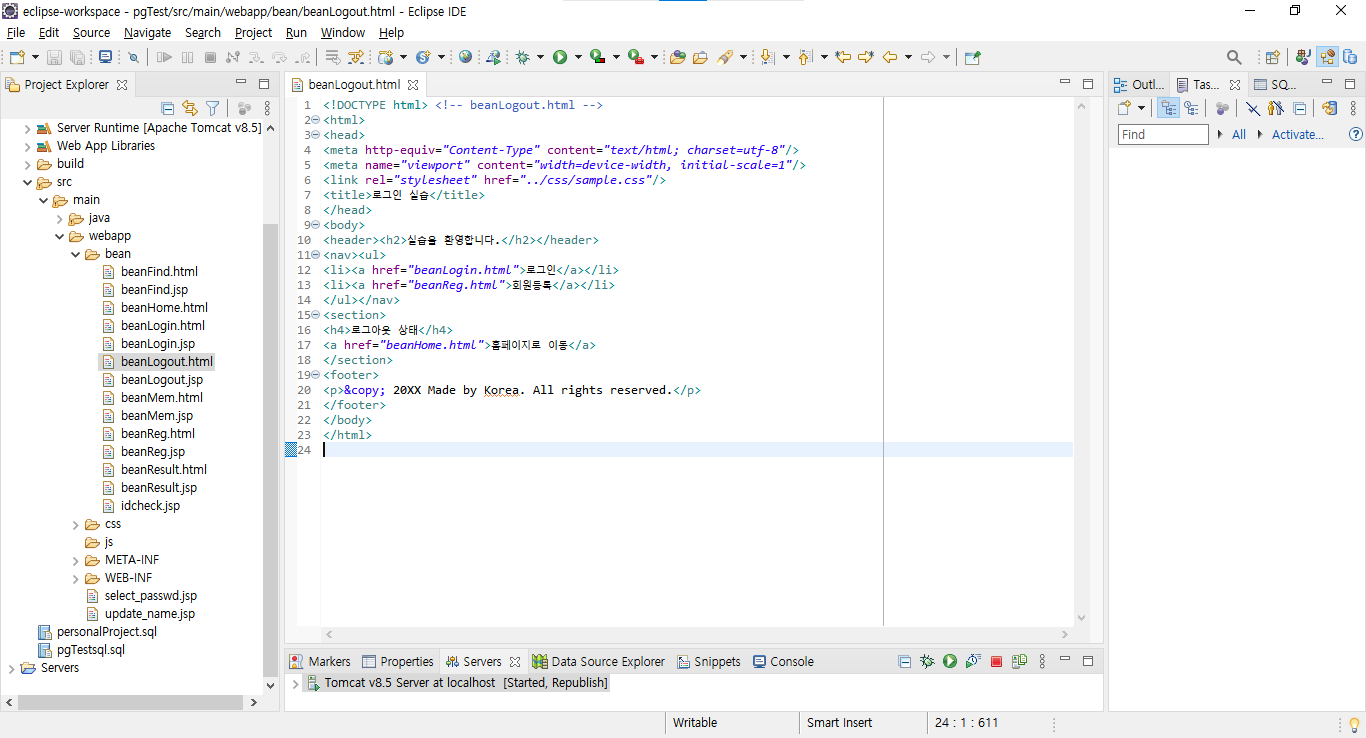 eclipse-workspace - pgTest/src/main/webapp/bean/beanLogout.html - Eclipse IDE
File Edit Source Navigate Search Project Run Window Help
Project Explorer
Server Runtime [Apache Tomcat v8.5]
Web App Libraries
build
src
main
java
webapp
bean
beanFind.html
beanFind.jsp
beanHome.html
beanLogin.html
beanLogin.jsp
beanLogout.html
beanLogout.jsp
beanMem.html
beanMem.jsp
beanReg.html
beanReg.jsp
beanResult.html
beanResult.jsp
idcheck.jsp
css
js
META-INF
WEB-INF
select_passwd.jsp
update_name.jsp
personalProject.sql
pgTestsql.sql
Servers
beanLogout.html
1 <!DOCTYPE html> <!-- beanLogout.html -->
2 <html>
3 <head>
4 <meta http-equiv="Content-Type" content="text/html; charset=utf-8"/>
5 <meta name="viewport" content="width=device-width, initial-scale=1"/>
6 <link rel="stylesheet" href="../css/sample.css"/>
7 <title>로그인 실습</title>
8 </head>
9 <body>
10 <header><h2>실습을 환영합니다.</h2></header>
11 <nav><ul>
12 <li><a href="beanLogin.html">로그인</a></li>
13 <li><a href="beanReg.html">회원등록</a></li>
14 </ul></nav>
15 <section>
16 <h4>로그아웃 상태</h4>
17 <a href="beanHome.html">홈페이지로 이동</a>
18 </section>
19 <footer>
20 <p>&copy; 20XX Made by Korea. All rights reserved.</p>
21 </footer>
22 </body>
23 </html>
24
Outl... Tas... SQ...
Find All Activate...
Markers Properties Servers Data Source Explorer Snippets Console
Tomcat v8.5 Server at localhost [Started, Republish]
Writable Smart Insert 24 : 1 : 611